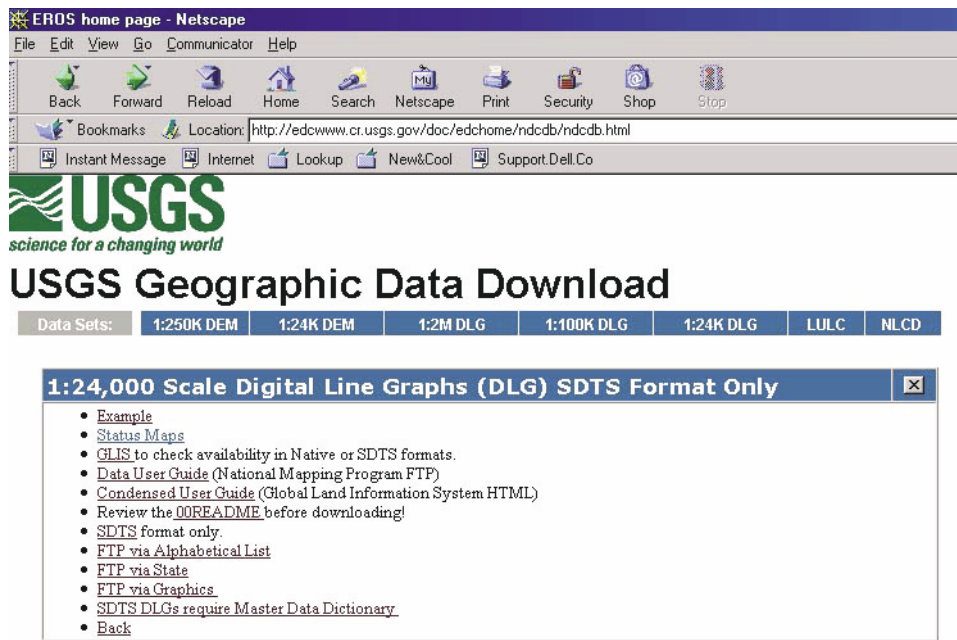 EROS home page - Netscape
File Edit View Go Communicator Help
Back Forward Reload Home Search Netscape Print Security Shop Stop
Bookmarks Location: http://edcwww.cr.usgs.gov/doc/edchome/ndcdb/ndcdb.html
Instant Message Internet Lookup New&Cool Support.Dell.Co
USGS
science for a changing world
USGS Geographic Data Download
Data Sets: 1:250K DEM 1:24K DEM 1:2M DLG 1:100K DLG 1:24K DLG LULC NLCD
1:24,000 Scale Digital Line Graphs (DLG) SDTS Format Only
Example
Status Maps
GLIS to check availability in Native or SDTS formats.
Data User Guide (National Mapping Program FTP)
Condensed User Guide (Global Land Information System HTML)
Review the 00README before downloading!
SDTS format only.
FTP via Alphabetical List
FTP via State
FTP via Graphics
SDTS DLGs require Master Data Dictionary
Back